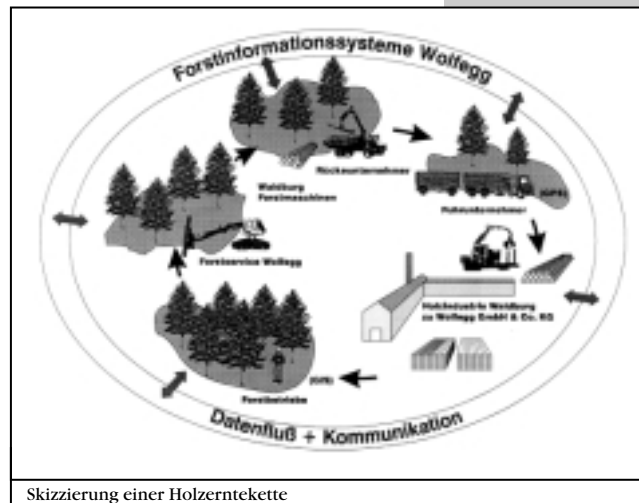 Forstinformationssysteme Wolfegg
Rückeunternehmer
Waldburg
Forstmaschinen
(GPS)
Fuhrunternehmer
Forstservice Wolfegg
Holzindustrie Waldburg
zu Wolfegg GmbH & Co. KG
(GIS)
Forstbetriebe
Datenfluß + Kommunikation
Skizzierung einer Holzerntekette